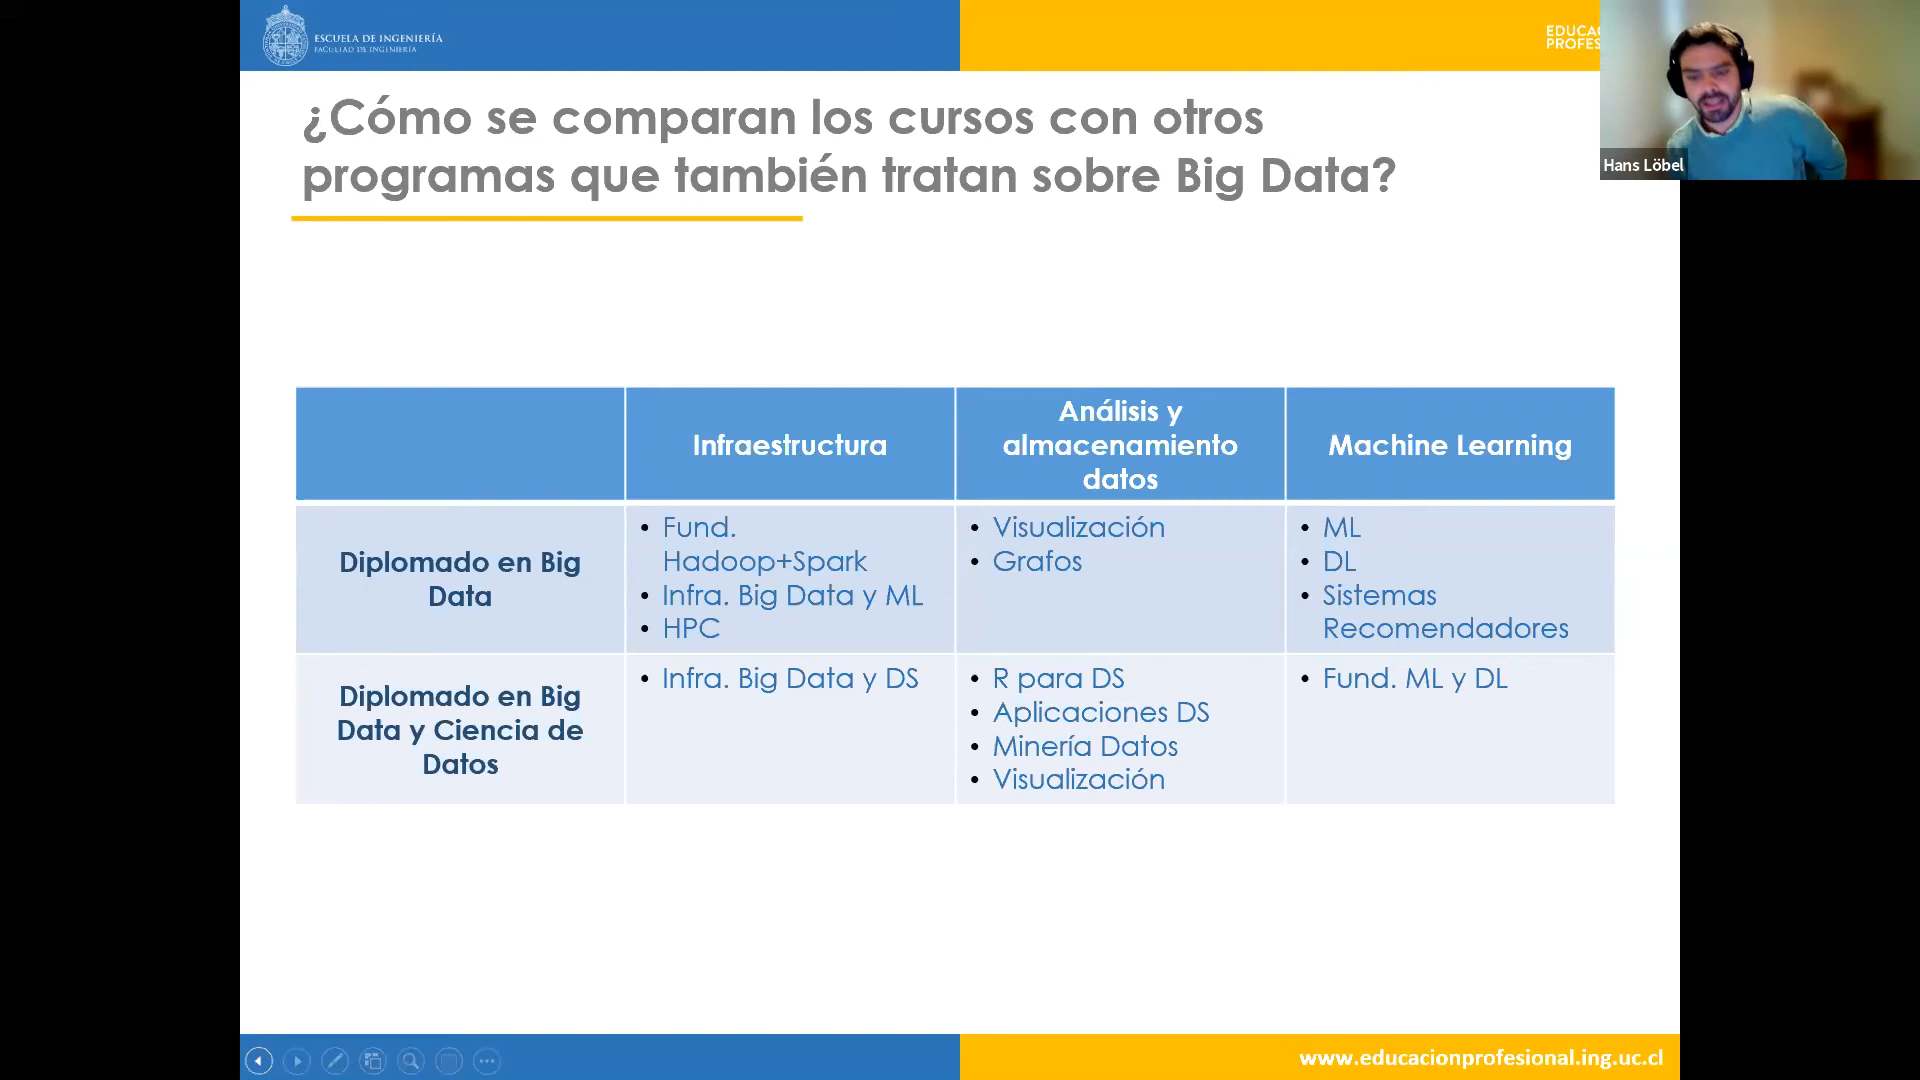 ESCUELA DE INGENIERÍA
FACULTAD DE INGENIERÍA
Hans Löbel
¿Cómo se comparan los cursos con otros
programas que también tratan sobre Big Data?
Infraestructura
Análisis y
almacenamiento
datos
Machine Learning
Diplomado en Big
Data
• Fund.
Hadoop+Spark
• Infra. Big Data y ML
• HPC
• Visualización
• Grafos
• ML
• DL
• Sistemas
Recomendadores
Diplomado en Big
Data y Ciencia de
Datos
• Infra. Big Data y DS
• R para DS
• Aplicaciones DS
• Minería Datos
• Visualización
• Fund. ML y DL
www.educacionprofesional.ing.uc.cl